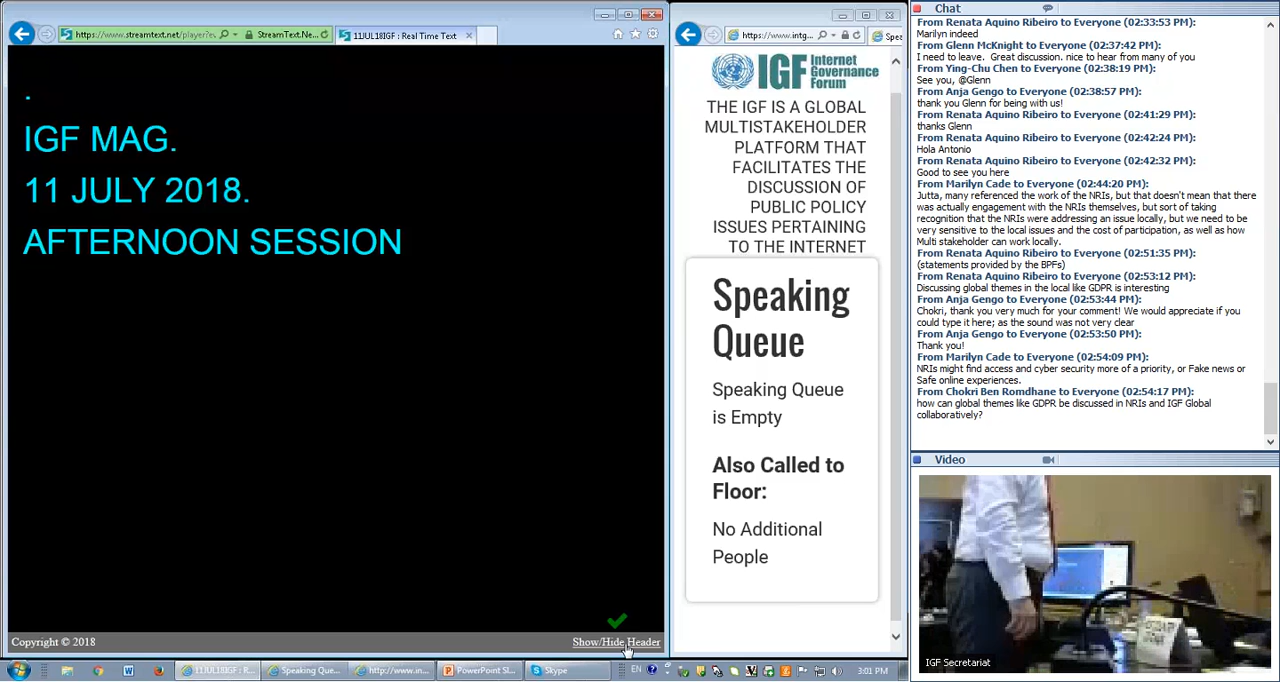 https://www.streamtext.net/player?ev
StreamText.Ne...
11JUL18IGF : Real Time Text
.
IGF MAG.
11 JULY 2018.
AFTERNOON SESSION
Copyright © 2018
Show/Hide Header
https://www.intg
Spe
IGF Internet
Governance
Forum
THE IGF IS A GLOBAL
MULTISTAKEHOLDER
PLATFORM THAT
FACILITATES THE
DISCUSSION OF
PUBLIC POLICY
ISSUES PERTAINING
TO THE INTERNET
Speaking
Queue
Speaking Queue
is Empty
Also Called to
Floor:
No Additional
People
Chat
From Renata Aquino Ribeiro to Everyone (02:33:53 PM):
Marilyn indeed
From Glenn McKnight to Everyone (02:37:42 PM):
I need to leave.  Great discussion. nice to hear from many of you
From Ying-Chu Chen to Everyone (02:38:19 PM):
See you, @Glenn
From Anja Gengo to Everyone (02:38:57 PM):
thank you Glenn for being with us!
From Renata Aquino Ribeiro to Everyone (02:41:29 PM):
thanks Glenn
From Renata Aquino Ribeiro to Everyone (02:42:24 PM):
Hola Antonio
From Renata Aquino Ribeiro to Everyone (02:42:32 PM):
Good to see you here
From Marilyn Cade to Everyone (02:44:20 PM):
Jutta, many referenced the work of the NRIs, but that doesn't mean that there
was actually engagement with the NRIs themselves, but sort of taking
recognition that the NRIs were addressing an issue locally, but we need to be
very sensitive to the local issues and the cost of participation, as well as how
Multi stakeholder can work locally.
From Renata Aquino Ribeiro to Everyone (02:51:35 PM):
(statements provided by the BPFs)
From Renata Aquino Ribeiro to Everyone (02:53:12 PM):
Discussing global themes in the local like GDPR is interesting
From Anja Gengo to Everyone (02:53:44 PM):
Chokri, thank you very much for your comment! We would appreciate if you
could type it here; as the sound was not very clear
From Anja Gengo to Everyone (02:53:50 PM):
Thank you!
From Marilyn Cade to Everyone (02:54:09 PM):
NRIs might find access and cyber security more of a priority, or Fake news or
Safe online experiences.
From Chokri Ben Romdhane to Everyone (02:54:17 PM):
how can global themes like GDPR be discussed in NRIs and IGF Global
collaboratively?
Video
IGF Secretariat
11JUL18IGF : R...
Speaking Que...
http://www.in...
PowerPoint Sl...
Skype
EN
3:01 PM